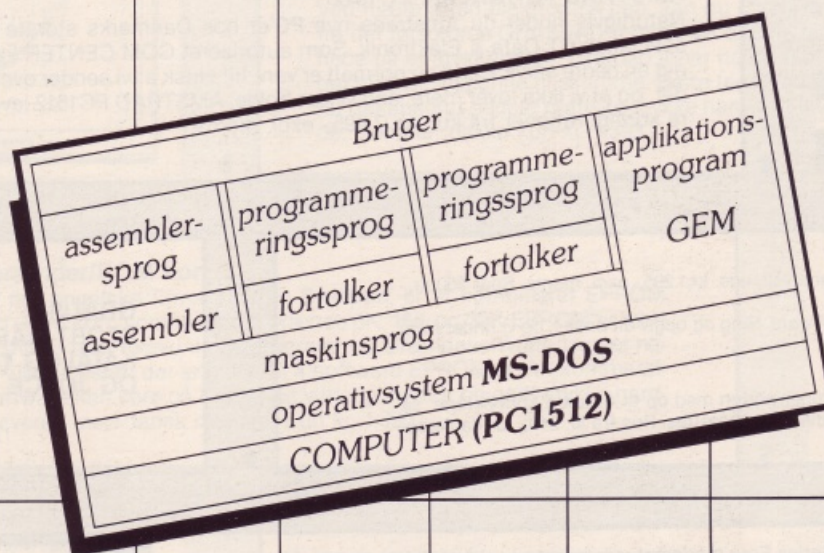 Bruger
assembler-
sprog
programme-
ringssprog
programme-
ringssprog
applikations-
program
GEM
assembler
fortolker
fortolker
maskinsprog
operativsystem MS-DOS
COMPUTER (PC1512)